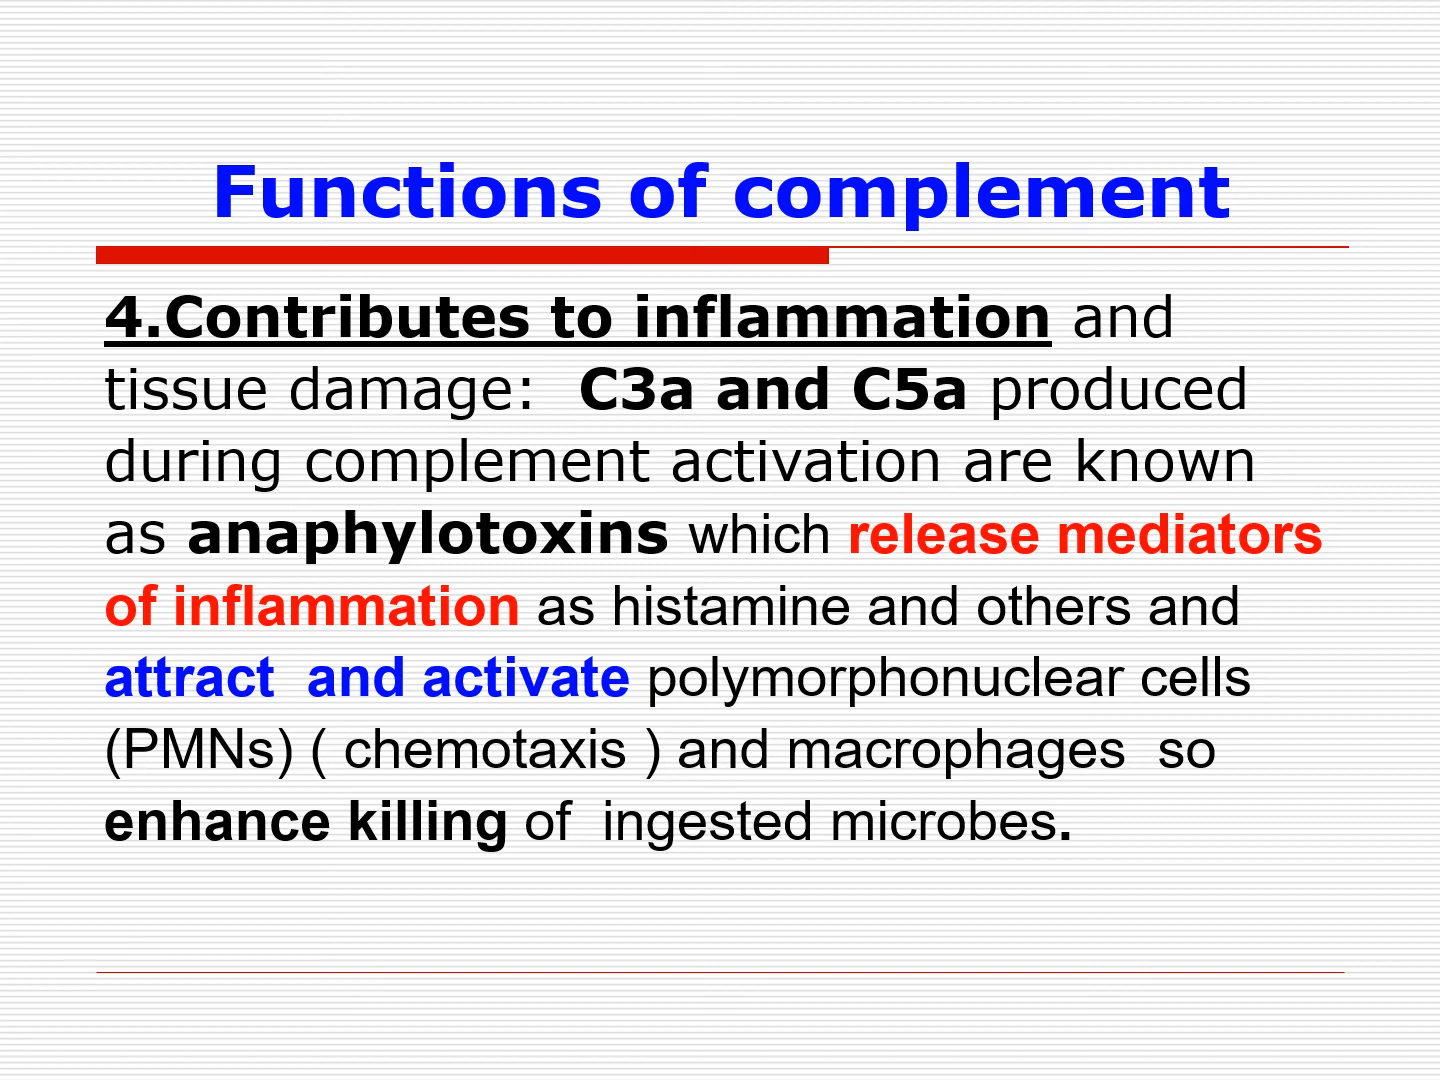 Functions of complement
4.Contributes to inflammation and
tissue damage:  C3a and C5a produced
during complement activation are known
as anaphylotoxins which release mediators
of inflammation as histamine and others and
attract  and activate polymorphonuclear cells
(PMNs) ( chemotaxis ) and macrophages  so
enhance killing of  ingested microbes.